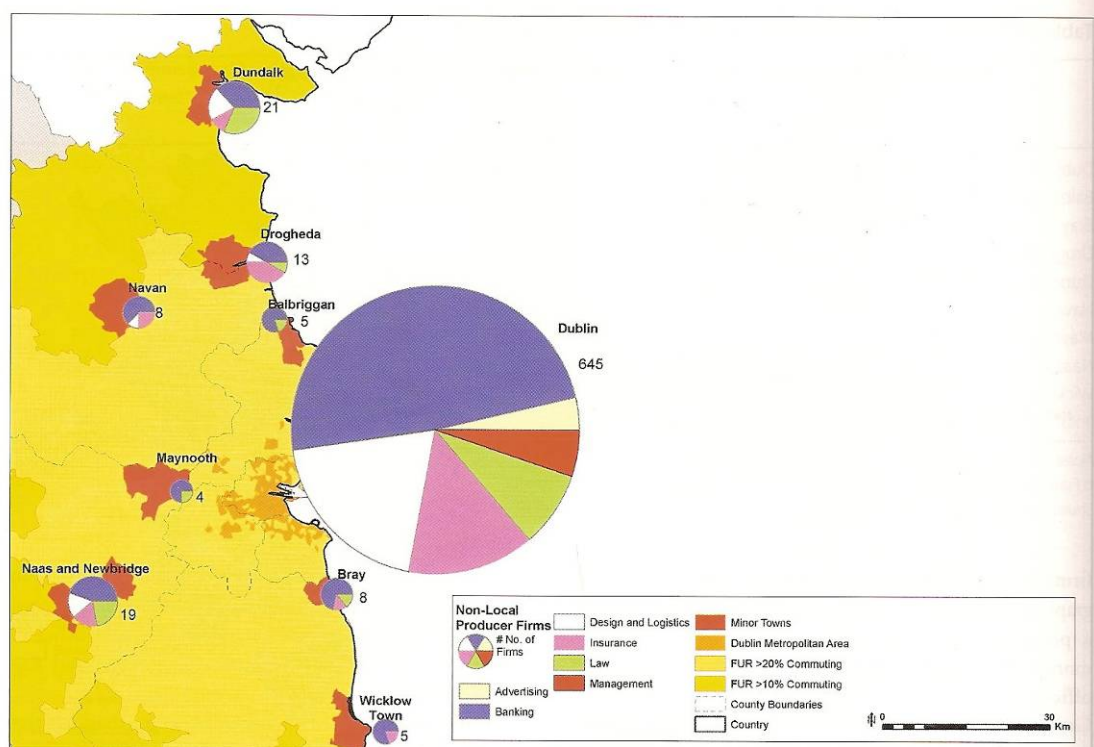 Dundalk
21
Drogheda
13
Navan
8
Balbriggan
5
Dublin
645
Maynooth
4
Naas and Newbridge
19
Bray
8
Wicklow
Town
5
Non-Local
Producer Firms
# No. of
Firms
Advertising
Banking
Design and Logistics
Insurance
Law
Management
Minor Towns
Dublin Metropolitan Area
FUR >20% Commuting
FUR >10% Commuting
County Boundaries
Country
0
30
Km